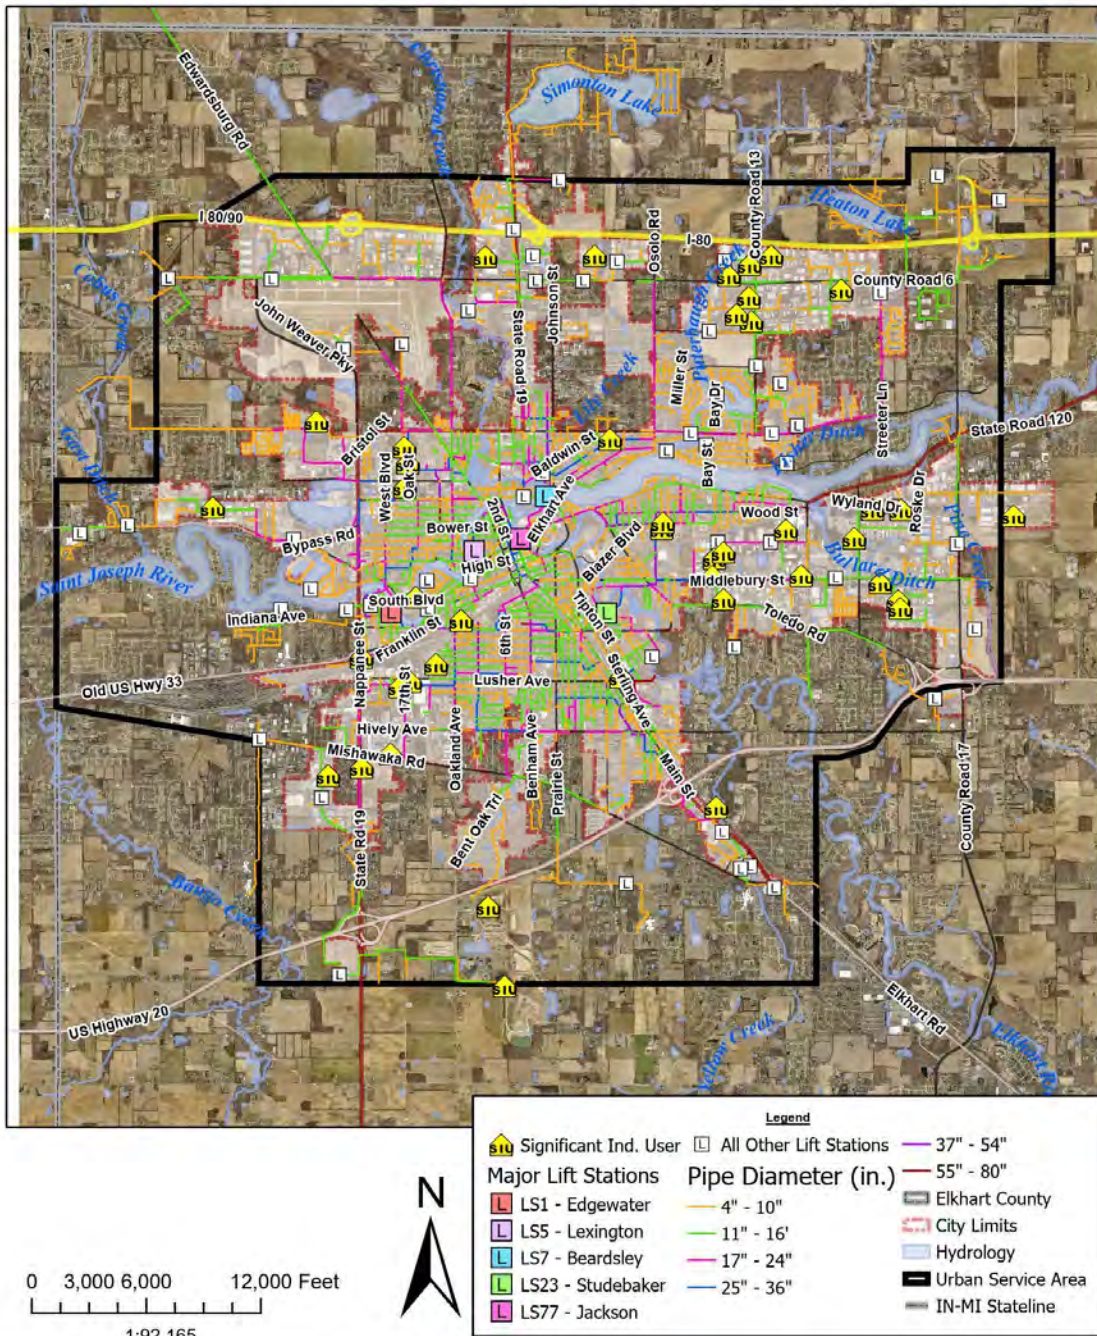 Simonton Lake
Christiana Creek
Edwardsburg Rd
County Road 13
Heaton Lake
I 80/90
I-80
Osolo Rd
Puterbaugh Creek
County Road 6
Cobus Creek
John Weaver Pky
State Road 19
Johnson St
Miller St
Bay Dr
Lily Creek
Streeter Ln
State Road 120
Gast Ditch
Bristol St
West Blvd
Oak St
Baldwin St
Bay St
2nd St
Elkhart Ave
Wyland Dr
Roske Dr
Bypass Rd
Bower St
High St
Wood St
Blazer Blvd
Saint Joseph River
Middlebury St
South Blvd
Indiana Ave
Franklin St
6th St
Tipton St
Toledo Rd
Nappanee St
Old US Hwy 33
17th St
Lusher Ave
Sterling Ave
Hively Ave
Mishawaka Rd
Oakland Ave
Benham Ave
Prairie St
Main St
County Road 17
State Rd 19
Bent Oak Trl
Baugo Creek
US Highway 20
Yellow Creek
Elkhart Rd
Legend
SIU Significant Ind. User
L All Other Lift Stations
Major Lift Stations
L LS1 - Edgewater
L LS5 - Lexington
L LS7 - Beardsley
L LS23 - Studebaker
L LS77 - Jackson
Pipe Diameter (in.)
4" - 10"
11" - 16'
17" - 24"
25" - 36"
37" - 54"
55" - 80"
Elkhart County
City Limits
Hydrology
Urban Service Area
IN-MI Stateline
N
0 3,000 6,000 12,000 Feet
1:92,165